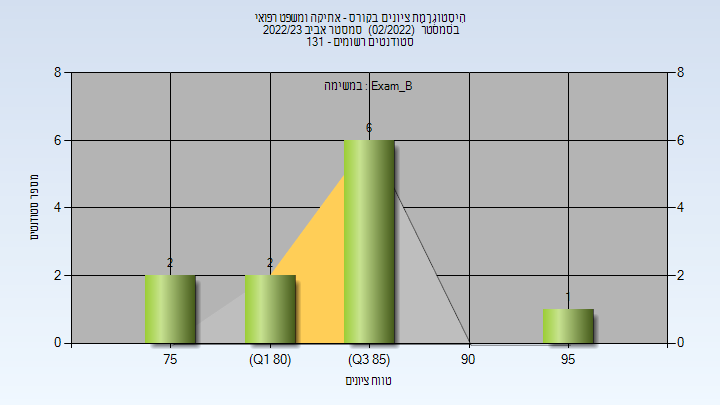 היסטוגרמת ציונים בקורס - אתיקה ומשפט רפואי
בסמסטר (02/2022) סמסטר אביב 2022/23
סטודנטים רשומים - 131
במשימה : Exam_B
מספר סטודנטים
8
6
4
2
0
8
6
4
2
0
2
2
6
1
75
(Q1 80)
(Q3 85)
90
95
טווח ציונים